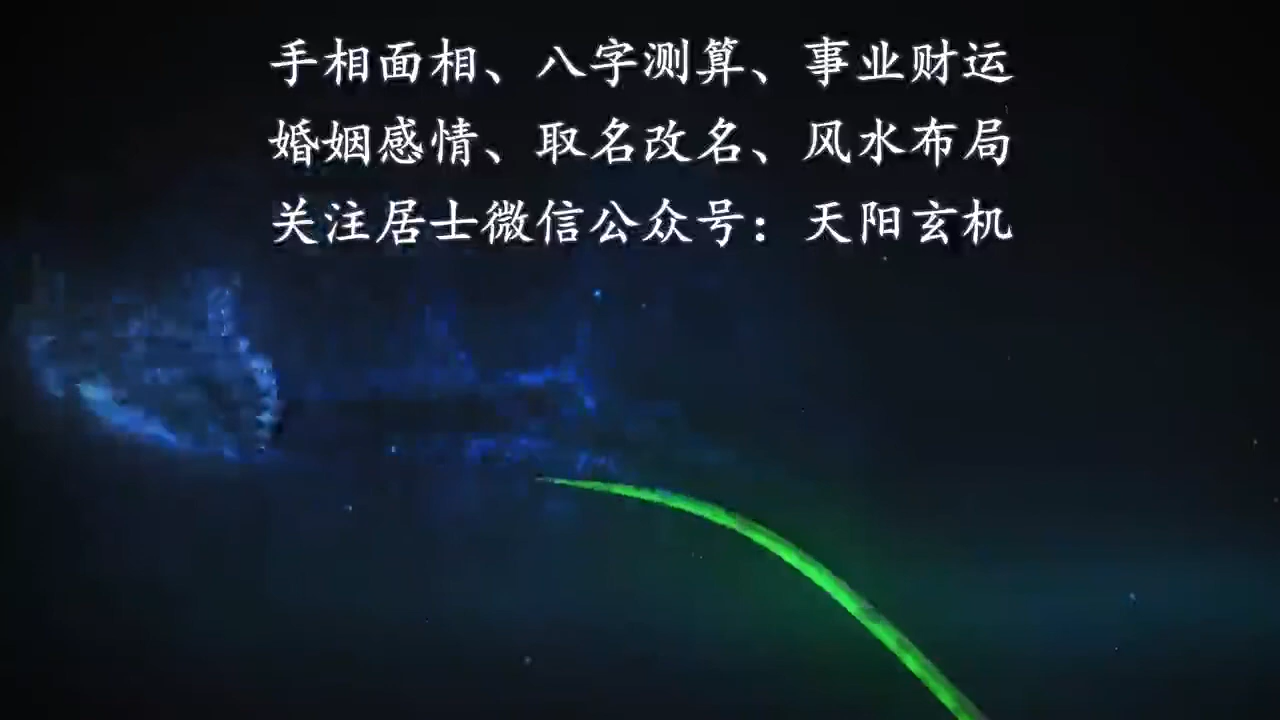 手相面相、八字测算、事业财运
婚姻感情、取名改名、风水布局
关注居士微信公众号：天阳玄机